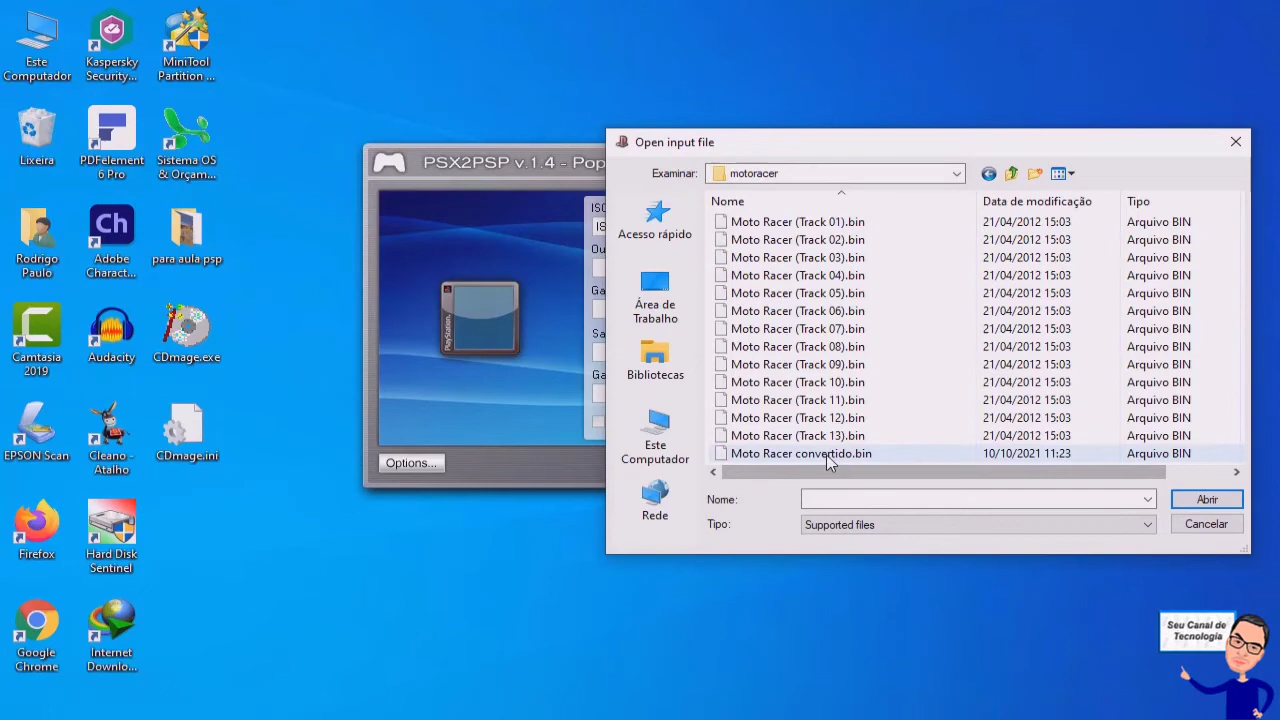 Este
Computador
Kaspersky
Security...
MiniTool
Partition ...
Lixeira
PDFelement
6 Pro
Sistema OS
& Orçam...
Rodrigo
Paulo
Ch
Adobe
Charact...
para aula psp
Camtasia
2019
Audacity
CDmage.exe
EPSON Scan
Cleano -
Atalho
CDmage.ini
Firefox
Hard Disk
Sentinel
Google
Chrome
Internet
Downlo...
PSX2PSP v.1.4 - Pop
PlayStation
Options...
Open input file
Examinar:
motoracer
Acesso rápido
Área de
Trabalho
Bibliotecas
Este
Computador
Rede
Nome
Data de modificação
Tipo
Moto Racer (Track 01).bin 21/04/2012 15:03 Arquivo BIN
Moto Racer (Track 02).bin 21/04/2012 15:03 Arquivo BIN
Moto Racer (Track 03).bin 21/04/2012 15:03 Arquivo BIN
Moto Racer (Track 04).bin 21/04/2012 15:03 Arquivo BIN
Moto Racer (Track 05).bin 21/04/2012 15:03 Arquivo BIN
Moto Racer (Track 06).bin 21/04/2012 15:03 Arquivo BIN
Moto Racer (Track 07).bin 21/04/2012 15:03 Arquivo BIN
Moto Racer (Track 08).bin 21/04/2012 15:03 Arquivo BIN
Moto Racer (Track 09).bin 21/04/2012 15:03 Arquivo BIN
Moto Racer (Track 10).bin 21/04/2012 15:03 Arquivo BIN
Moto Racer (Track 11).bin 21/04/2012 15:03 Arquivo BIN
Moto Racer (Track 12).bin 21/04/2012 15:03 Arquivo BIN
Moto Racer (Track 13).bin 21/04/2012 15:03 Arquivo BIN
Moto Racer convertido.bin 10/10/2021 11:23 Arquivo BIN
Nome:
Abrir
Tipo:
Supported files
Cancelar
Seu Canal de
Tecnologia